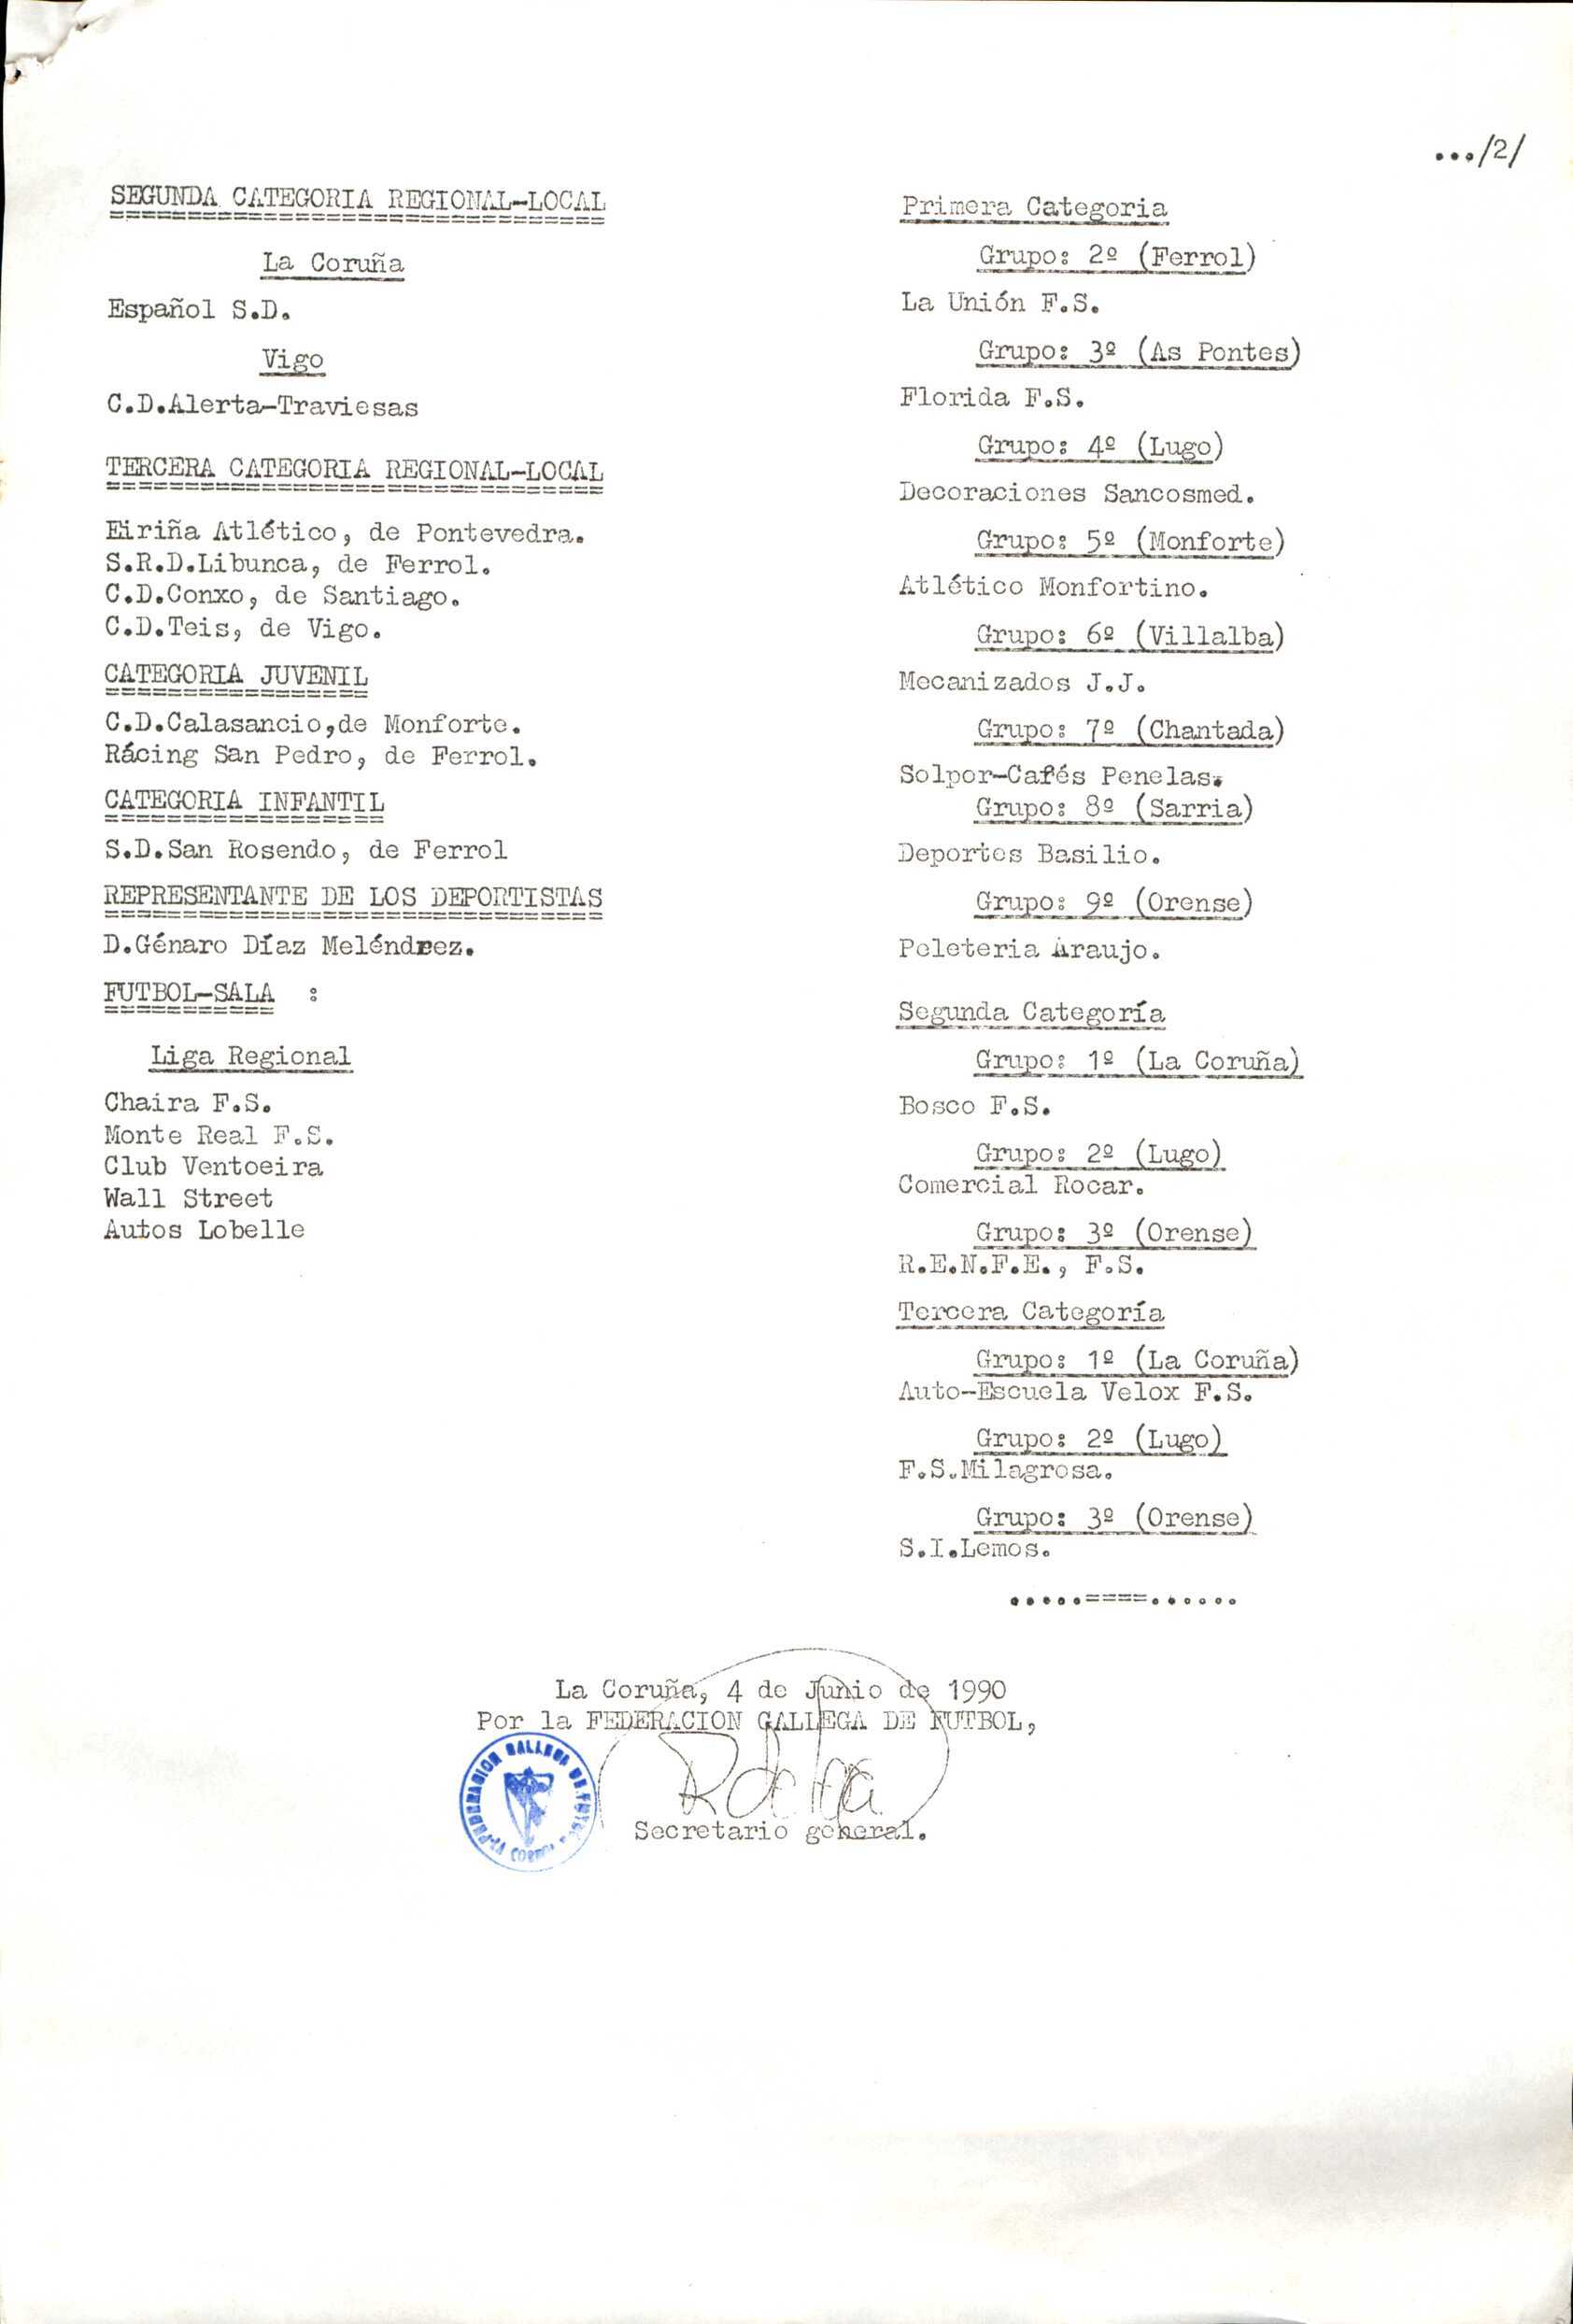 .../2/
SEGUNDA CATEGORIA REGIONAL-LOCAL
La Coruña
Español S.D.
Vigo
C.D.Alerta-Traviesas
TERCERA CATEGORIA REGIONAL-LOCAL
Eiriña Atlético, de Pontevedra.
S.R.D.Libunca, de Ferrol.
C.D.Conxo, de Santiago.
C.D.Teis, de Vigo.
CATEGORIA JUVENIL
C.D.Calasancio,de Monforte.
Rácing San Pedro, de Ferrol.
CATEGORIA INFANTIL
S.D.San Rosendo, de Ferrol
REPRESENTANTE DE LOS DEPORTISTAS
D.Génaro Díaz Meléndrez.
FUTBOL-SALA :
Liga Regional
Chaira F.S.
Monte Real F.S.
Club Ventoeira
Wall Street
Autos Lobelle
Primera Categoria
Grupo: 2º (Ferrol)
La Unión F.S.
Grupo: 3º (As Pontes)
Florida F.S.
Grupo: 4º (Lugo)
Decoraciones Sancosmed.
Grupo: 5º (Monforte)
Atlético Monfortino.
Grupo: 6º (Villalba)
Mecanizados J.J.
Grupo: 7º (Chantada)
Solpor-Cafés Penelas.
Grupo: 8º (Sarria)
Deportes Basilio.
Grupo: 9º (Orense)
Peleteria Araujo.
Segunda Categoría
Grupo: 1º (La Coruña)
Bosco F.S.
Grupo: 2º (Lugo)
Comercial Rocar.
Grupo: 3º (Orense)
R.E.N.F.E., F.S.
Tercera Categoría
Grupo: 1º (La Coruña)
Auto-Escuela Velox F.S.
Grupo: 2º (Lugo)
F.S.Milagrosa.
Grupo: 3º (Orense)
S.I.Lemos.
.....====......
La Coruña, 4 de Junio de 1990
Por la FEDERACION GALLEGA DE FUTBOL,
FEDERACION GALLEGA DE FUTBOL
Secretario general.